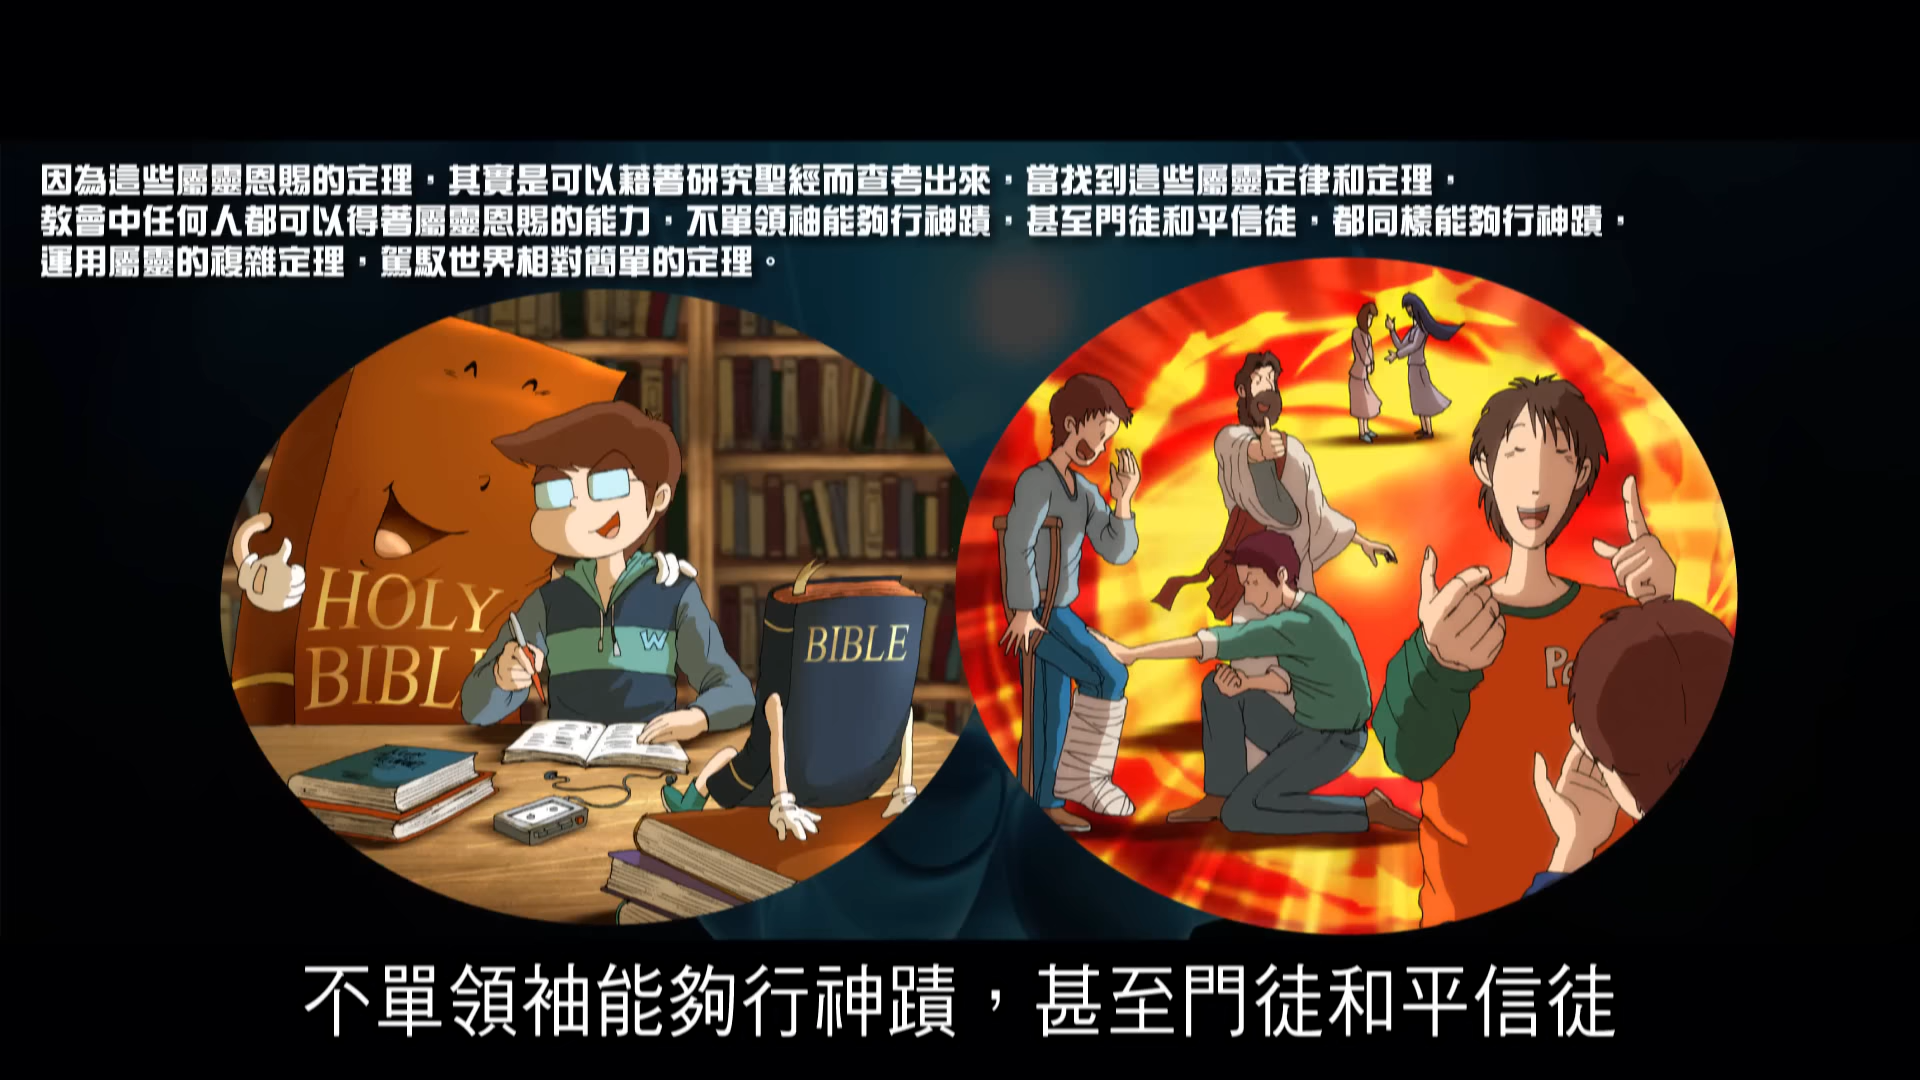 因為這些屬靈恩賜的定理，其實是可以藉著研究聖經而查考出來，當找到這些屬靈定律和定理，
教會中任何人都可以得著屬靈恩賜的能力，不單領袖能夠行神蹟，甚至門徒和平信徒，都同樣能夠行神蹟，
運用屬靈的複雜定理，駕馭世界相對簡單的定理。
HOLY
BIBL
W
BIBLE
不單領袖能夠行神蹟，甚至門徒和平信徒